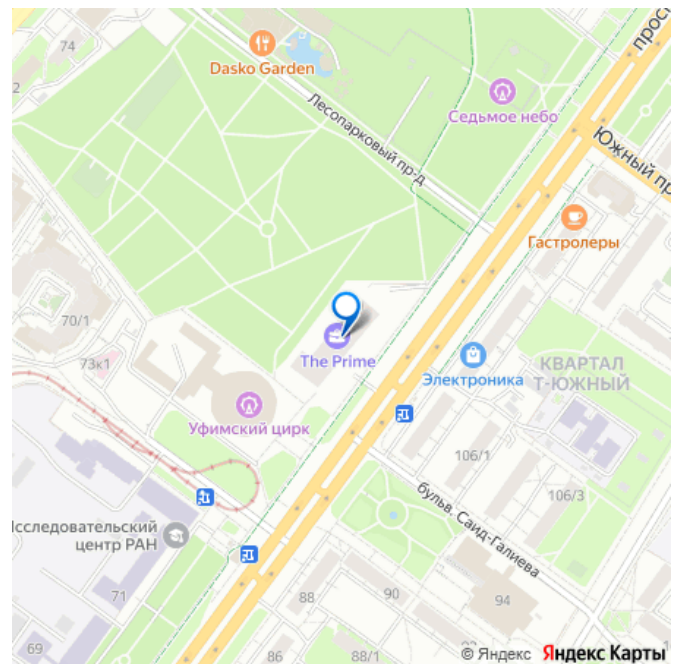 74
2
Dasko Garden
прос
Седьмое небо
Лесопарковый пр-д
Южный пр
Гастролеры
70/1
73к1
The Prime
Электроника
КВАРТАЛ
Т-ЮЖНЫЙ
Уфимский цирк
106/1
106/3
бульв. Саид-Галиева
Исследовательский
центр РАН
71
88
90
94
69
86
88/1
© Яндекс Яндекс Карты